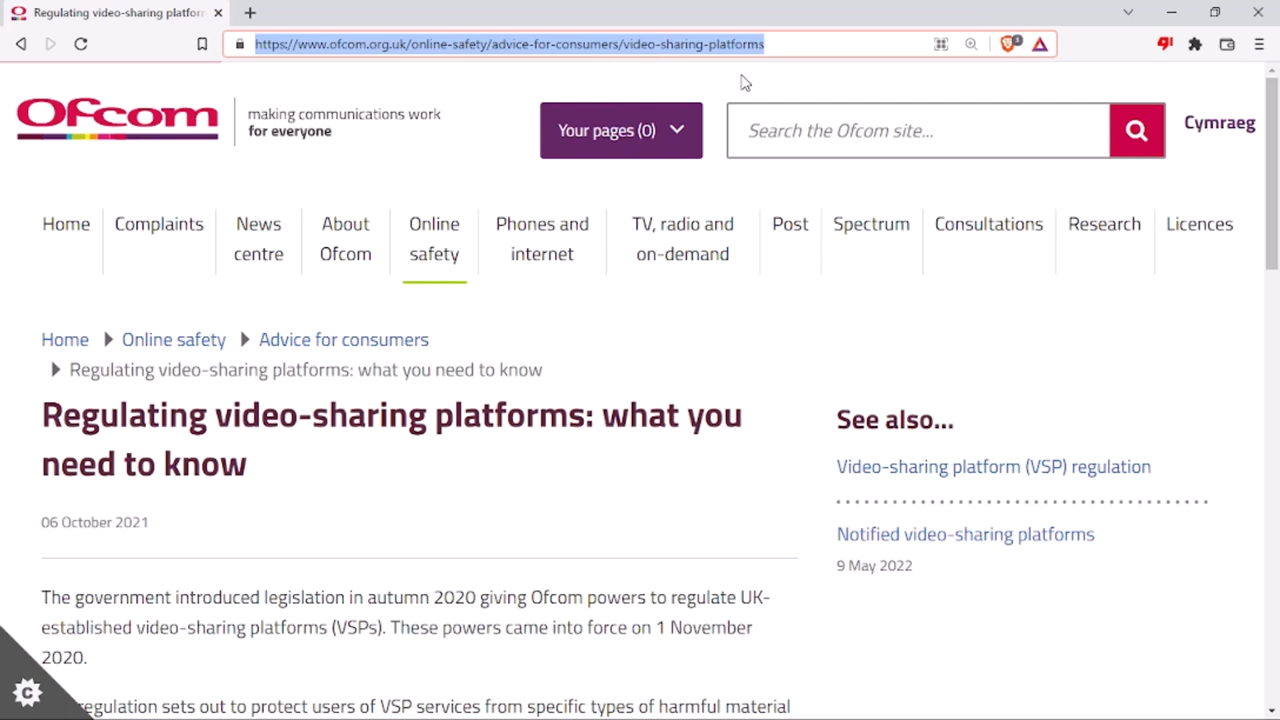 Regulating video-sharing platform
https://www.ofcom.org.uk/online-safety/advice-for-consumers/video-sharing-platforms
3
Ofcom
making communications work
for everyone
Your pages (0)
Search the Ofcom site...
Cymraeg
Home
Complaints
News
centre
About
Ofcom
Online
safety
Phones and
internet
TV, radio and
on-demand
Post
Spectrum
Consultations
Research
Licences
Home
Online safety
Advice for consumers
Regulating video-sharing platforms: what you need to know
Regulating video-sharing platforms: what you
need to know
06 October 2021
The government introduced legislation in autumn 2020 giving Ofcom powers to regulate UK-
established video-sharing platforms (VSPs). These powers came into force on 1 November
2020.
regulation sets out to protect users of VSP services from specific types of harmful material
See also...
Video-sharing platform (VSP) regulation
Notified video-sharing platforms
9 May 2022
C